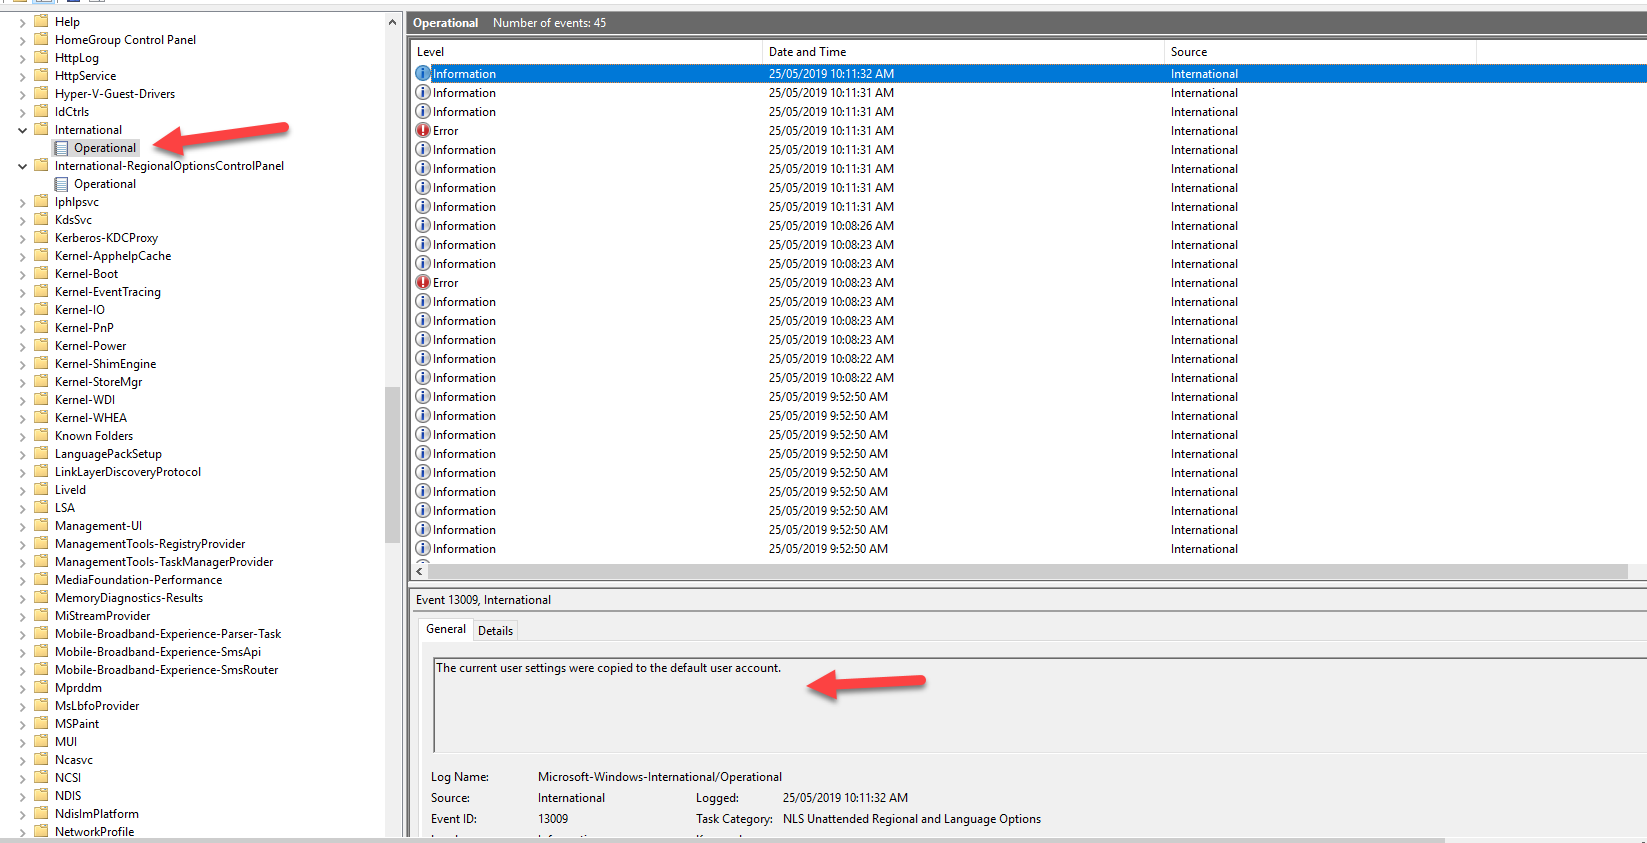 Help
HomeGroup Control Panel
HttpLog
HttpService
Hyper-V-Guest-Drivers
IdCtrls
International
Operational
International-RegionalOptionsControlPanel
Operational
Iphlpsvc
KdsSvc
Kerberos-KDCProxy
Kernel-ApphelpCache
Kernel-Boot
Kernel-EventTracing
Kernel-IO
Kernel-PnP
Kernel-Power
Kernel-ShimEngine
Kernel-StoreMgr
Kernel-WDI
Kernel-WHEA
Known Folders
LanguagePackSetup
LinkLayerDiscoveryProtocol
LiveId
LSA
Management-UI
ManagementTools-RegistryProvider
ManagementTools-TaskManagerProvider
MediaFoundation-Performance
MemoryDiagnostics-Results
MiStreamProvider
Mobile-Broadband-Experience-Parser-Task
Mobile-Broadband-Experience-SmsApi
Mobile-Broadband-Experience-SmsRouter
Mprddm
MsLbfoProvider
MSPaint
MUI
Ncasvc
NCSI
NDIS
NdisImPlatform
NetworkProfile
Operational Number of events: 45
Level Date and Time Source
Information 25/05/2019 10:11:32 AM International
Information 25/05/2019 10:11:31 AM International
Information 25/05/2019 10:11:31 AM International
Error 25/05/2019 10:11:31 AM International
Information 25/05/2019 10:11:31 AM International
Information 25/05/2019 10:11:31 AM International
Information 25/05/2019 10:11:31 AM International
Information 25/05/2019 10:11:31 AM International
Information 25/05/2019 10:08:26 AM International
Information 25/05/2019 10:08:23 AM International
Information 25/05/2019 10:08:23 AM International
Error 25/05/2019 10:08:23 AM International
Information 25/05/2019 10:08:23 AM International
Information 25/05/2019 10:08:23 AM International
Information 25/05/2019 10:08:23 AM International
Information 25/05/2019 10:08:22 AM International
Information 25/05/2019 10:08:22 AM International
Information 25/05/2019 9:52:50 AM International
Information 25/05/2019 9:52:50 AM International
Information 25/05/2019 9:52:50 AM International
Information 25/05/2019 9:52:50 AM International
Information 25/05/2019 9:52:50 AM International
Information 25/05/2019 9:52:50 AM International
Information 25/05/2019 9:52:50 AM International
Information 25/05/2019 9:52:50 AM International
Information 25/05/2019 9:52:50 AM International
Event 13009, International
General Details
The current user settings were copied to the default user account.
Log Name: Microsoft-Windows-International/Operational
Source: International Logged: 25/05/2019 10:11:32 AM
Event ID: 13009 Task Category: NLS Unattended Regional and Language Options